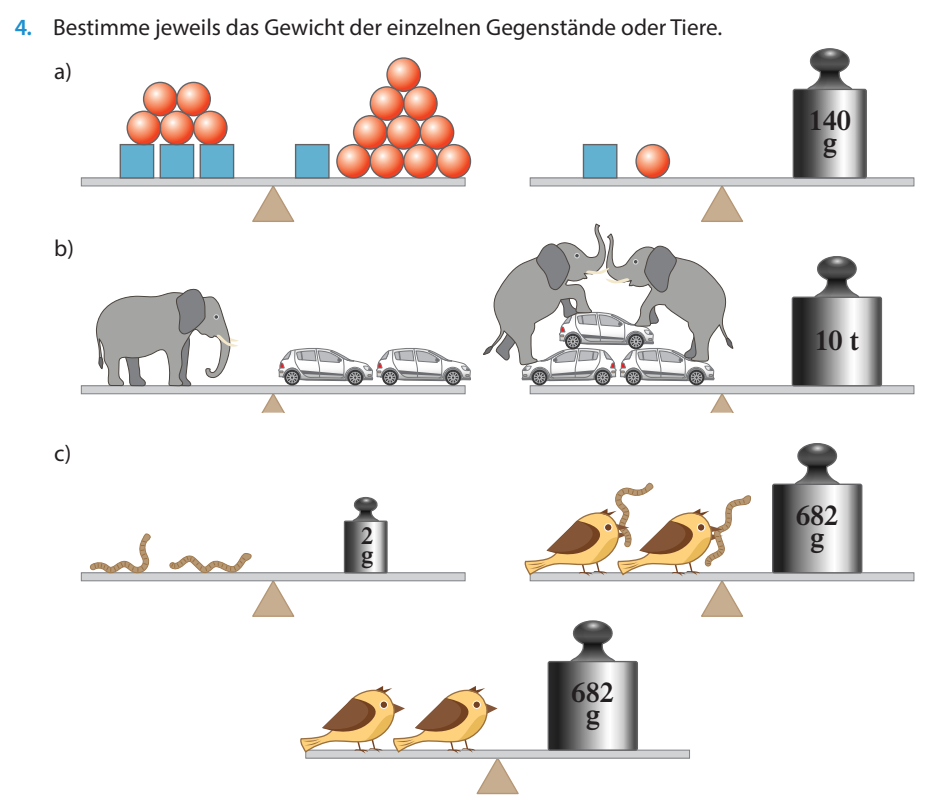 4. Bestimme jeweils das Gewicht der einzelnen Gegenstände oder Tiere.
a)
140
g
b)
10 t
c)
2
g
682
g
682
g